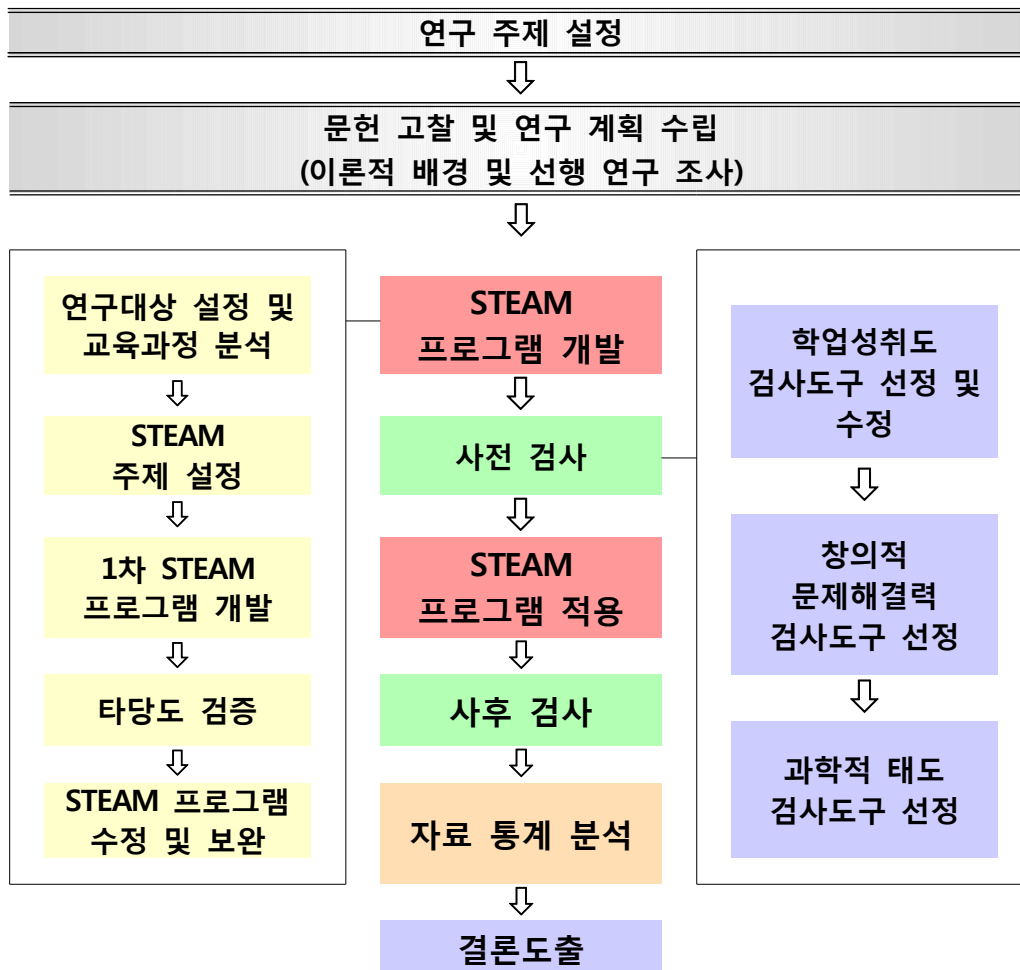 연구 주제 설정
문헌 고찰 및 연구 계획 수립
(이론적 배경 및 선행 연구 조사)
연구대상 설정 및
교육과정 분석
STEAM
주제 설정
1차 STEAM
프로그램 개발
타당도 검증
STEAM 프로그램
수정 및 보완
STEAM
프로그램 개발
사전 검사
STEAM
프로그램 적용
사후 검사
자료 통계 분석
결론도출
학업성취도
검사도구 선정 및
수정
창의적
문제해결력
검사도구 선정
과학적 태도
검사도구 선정